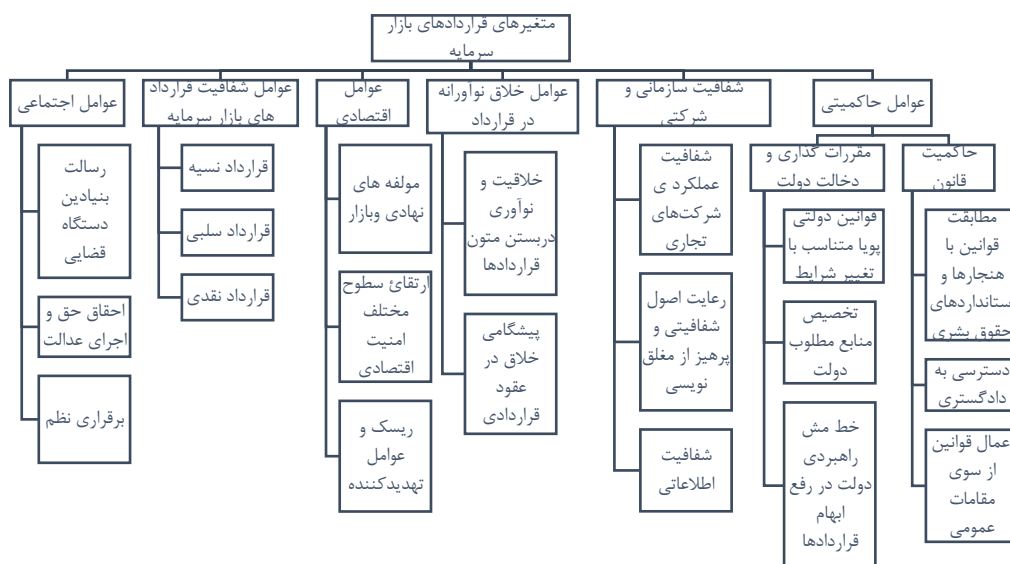 متغیرهای قراردادهای بازار
سرمایه
عوامل حاکمیتی
حاکمیت
قانون
مطابقت
قوانین با
هنجارها و
ستانداردهای
حقوق بشری
دسترسی به
دادگستری
عمال قوانین
از سوی
مقامات
عمومی
مقررات گذاری و
دخالت دولت
قوانین دولتی
پویا متناسب با
تغییر شرایط
تخصیص
منابع مطلوب
دولت
خط مش
راهبردی
دولت در رفع
ابهام
قراردادها
شفافیت سازمانی و
شرکتی
شفافیت
عملکرد ی
شرکت‌های
تجاری
رعایت اصول
شفافیتی و
پرهیز از مغلق
نویسی
شفافیت
اطلاعاتی
عوامل خلاق نوآورانه
در قرارداد
خلاقیت و
نوآوری
دربستن متون
قراردادها
پیشگامی
خلاق در
عقود
قراردادی
عوامل
اقتصادی
مولفه های
نهادی وبازار
ارتقائ سطوح
مختلف
امنیت
اقتصادی
ریسک و
عوامل
تهدیدکننده
عوامل شفافیت قرارداد
های بازار سرمایه
قرارداد نسیه
قرارداد سلبی
قرارداد نقدی
عوامل اجتماعی
رسالت
بنیادین
دستگاه
قضایی
احقاق حق و
اجرای عدالت
برقراری نظم